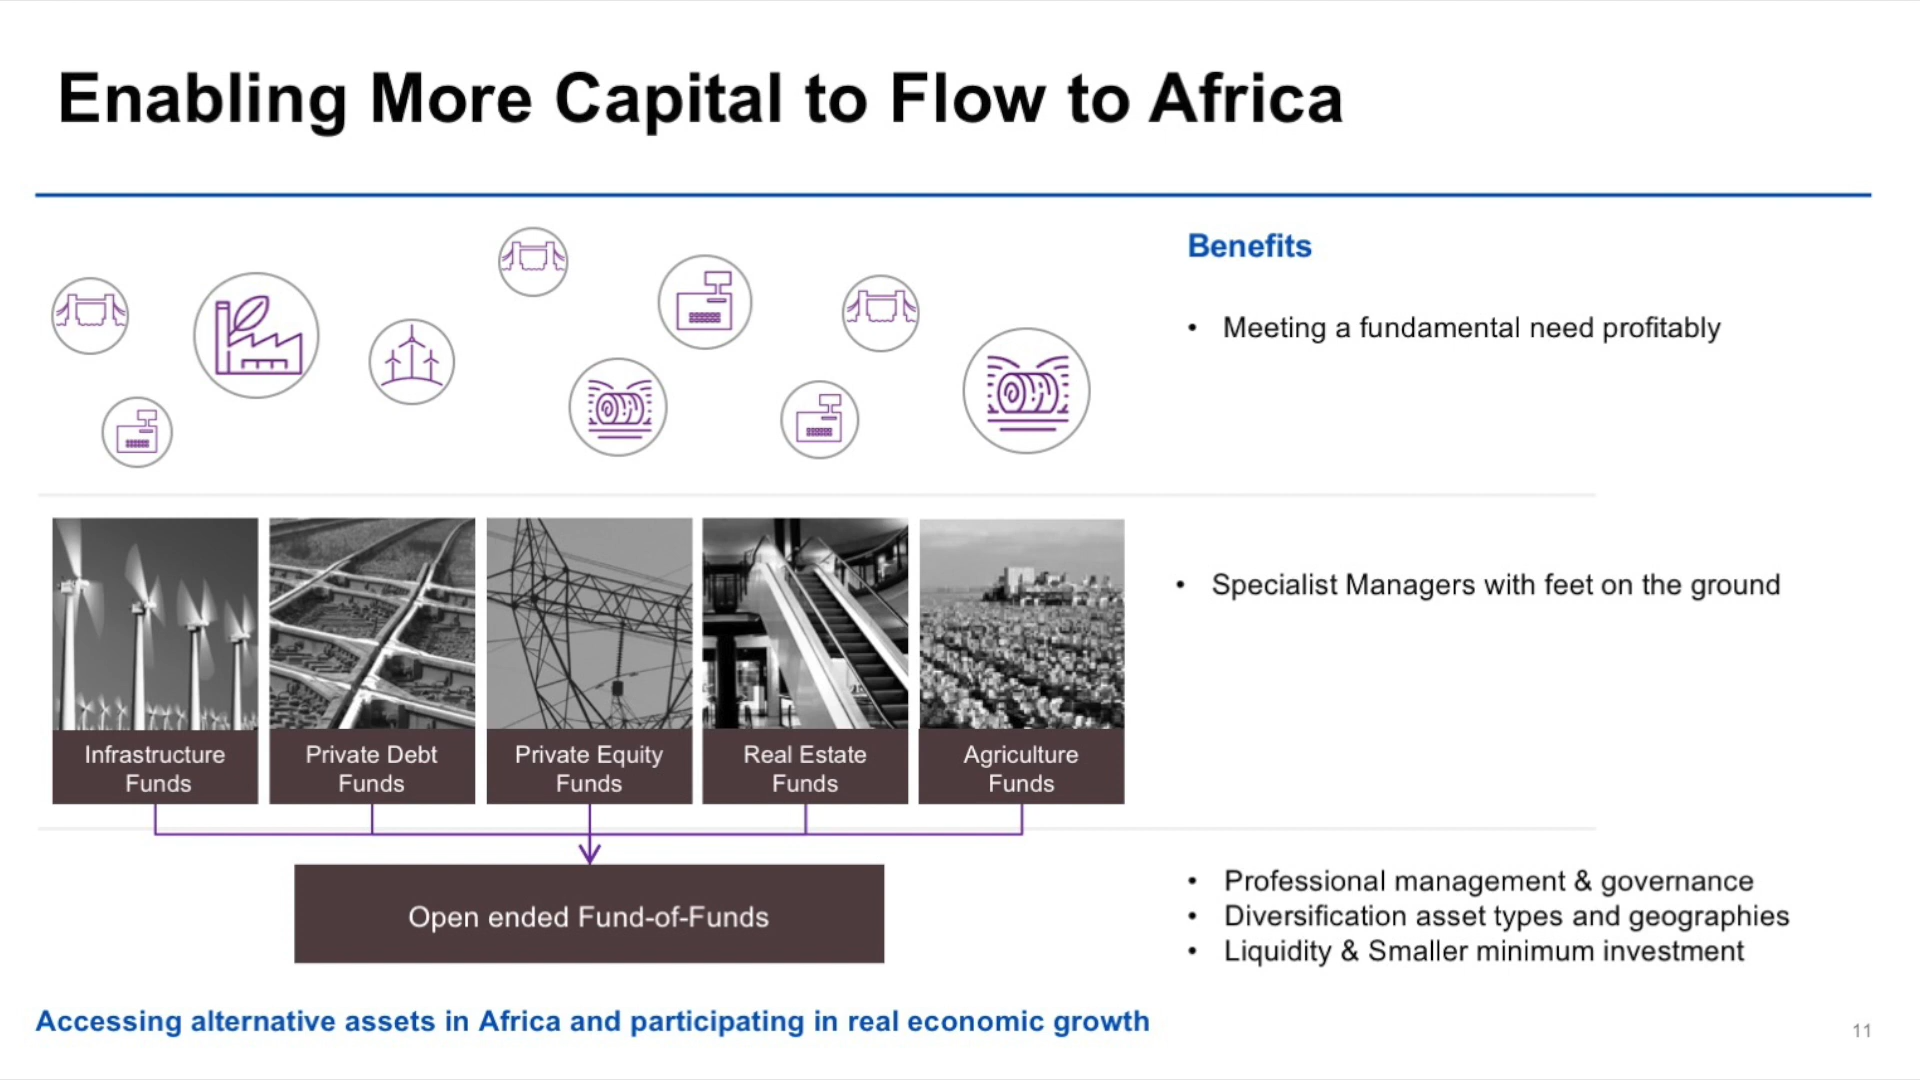 Enabling More Capital to Flow to Africa
Benefits
• Meeting a fundamental need profitably
Infrastructure
Funds
Private Debt
Funds
Private Equity
Funds
Real Estate
Funds
Agriculture
Funds
• Specialist Managers with feet on the ground
Open ended Fund-of-Funds
• Professional management & governance
• Diversification asset types and geographies
• Liquidity & Smaller minimum investment
Accessing alternative assets in Africa and participating in real economic growth
11